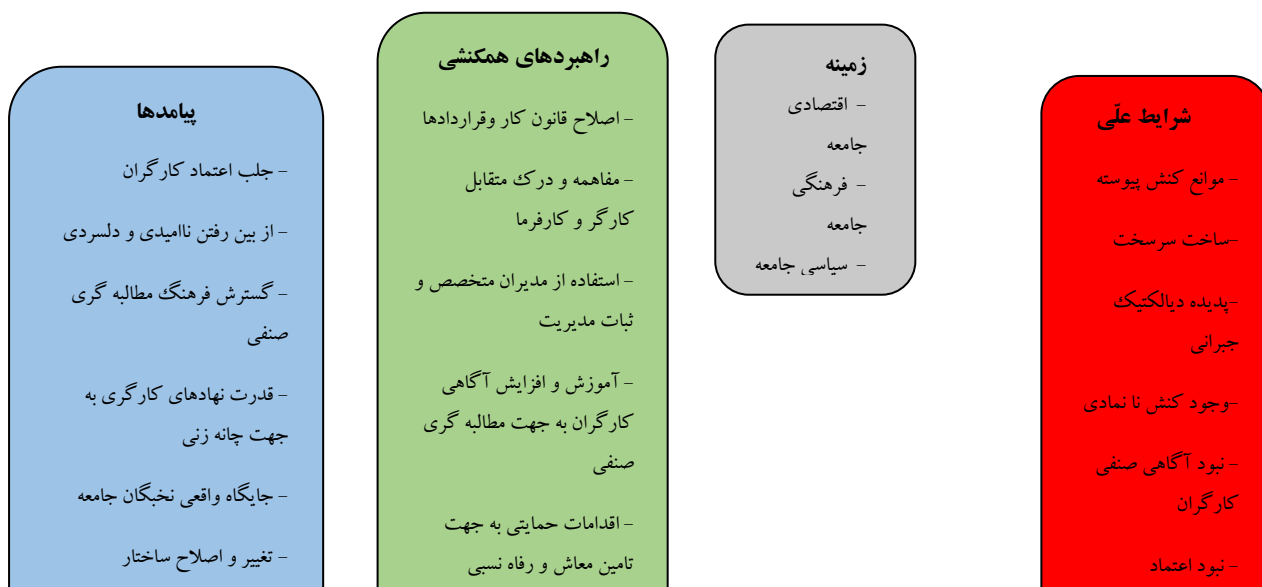 شرایط علّی
- موانع کنش پیوسته
-ساخت سرسخت
-پدیده دیالکتیک
جبرانی
-وجود کنش نا نمادی
- نبود آگاهی صنفی
کارگران
- نبود اعتماد
زمینه
- اقتصادی
جامعه
- فرهنگی
جامعه
- سیاسی جامعه
راهبردهای همکنشی
- اصلاح قانون کار وقراردادها
- مفاهمه و درک متقابل
کارگر و کارفرما
- استفاده از مدیران متخصص و
ثبات مدیریت
- آموزش و افزایش آگاهی
کارگران به جهت مطالبه گری
صنفی
- اقدامات حمایتی به جهت
تامین معاش و رفاه نسبی
پیامدها
- جلب اعتماد کارگران
- از بین رفتن ناامیدی و دلسردی
- گسترش فرهنگ مطالبه گری
صنفی
- قدرت نهادهای کارگری به
جهت چانه زنی
- جایگاه واقعی نخبگان جامعه
- تغییر و اصلاح ساختار